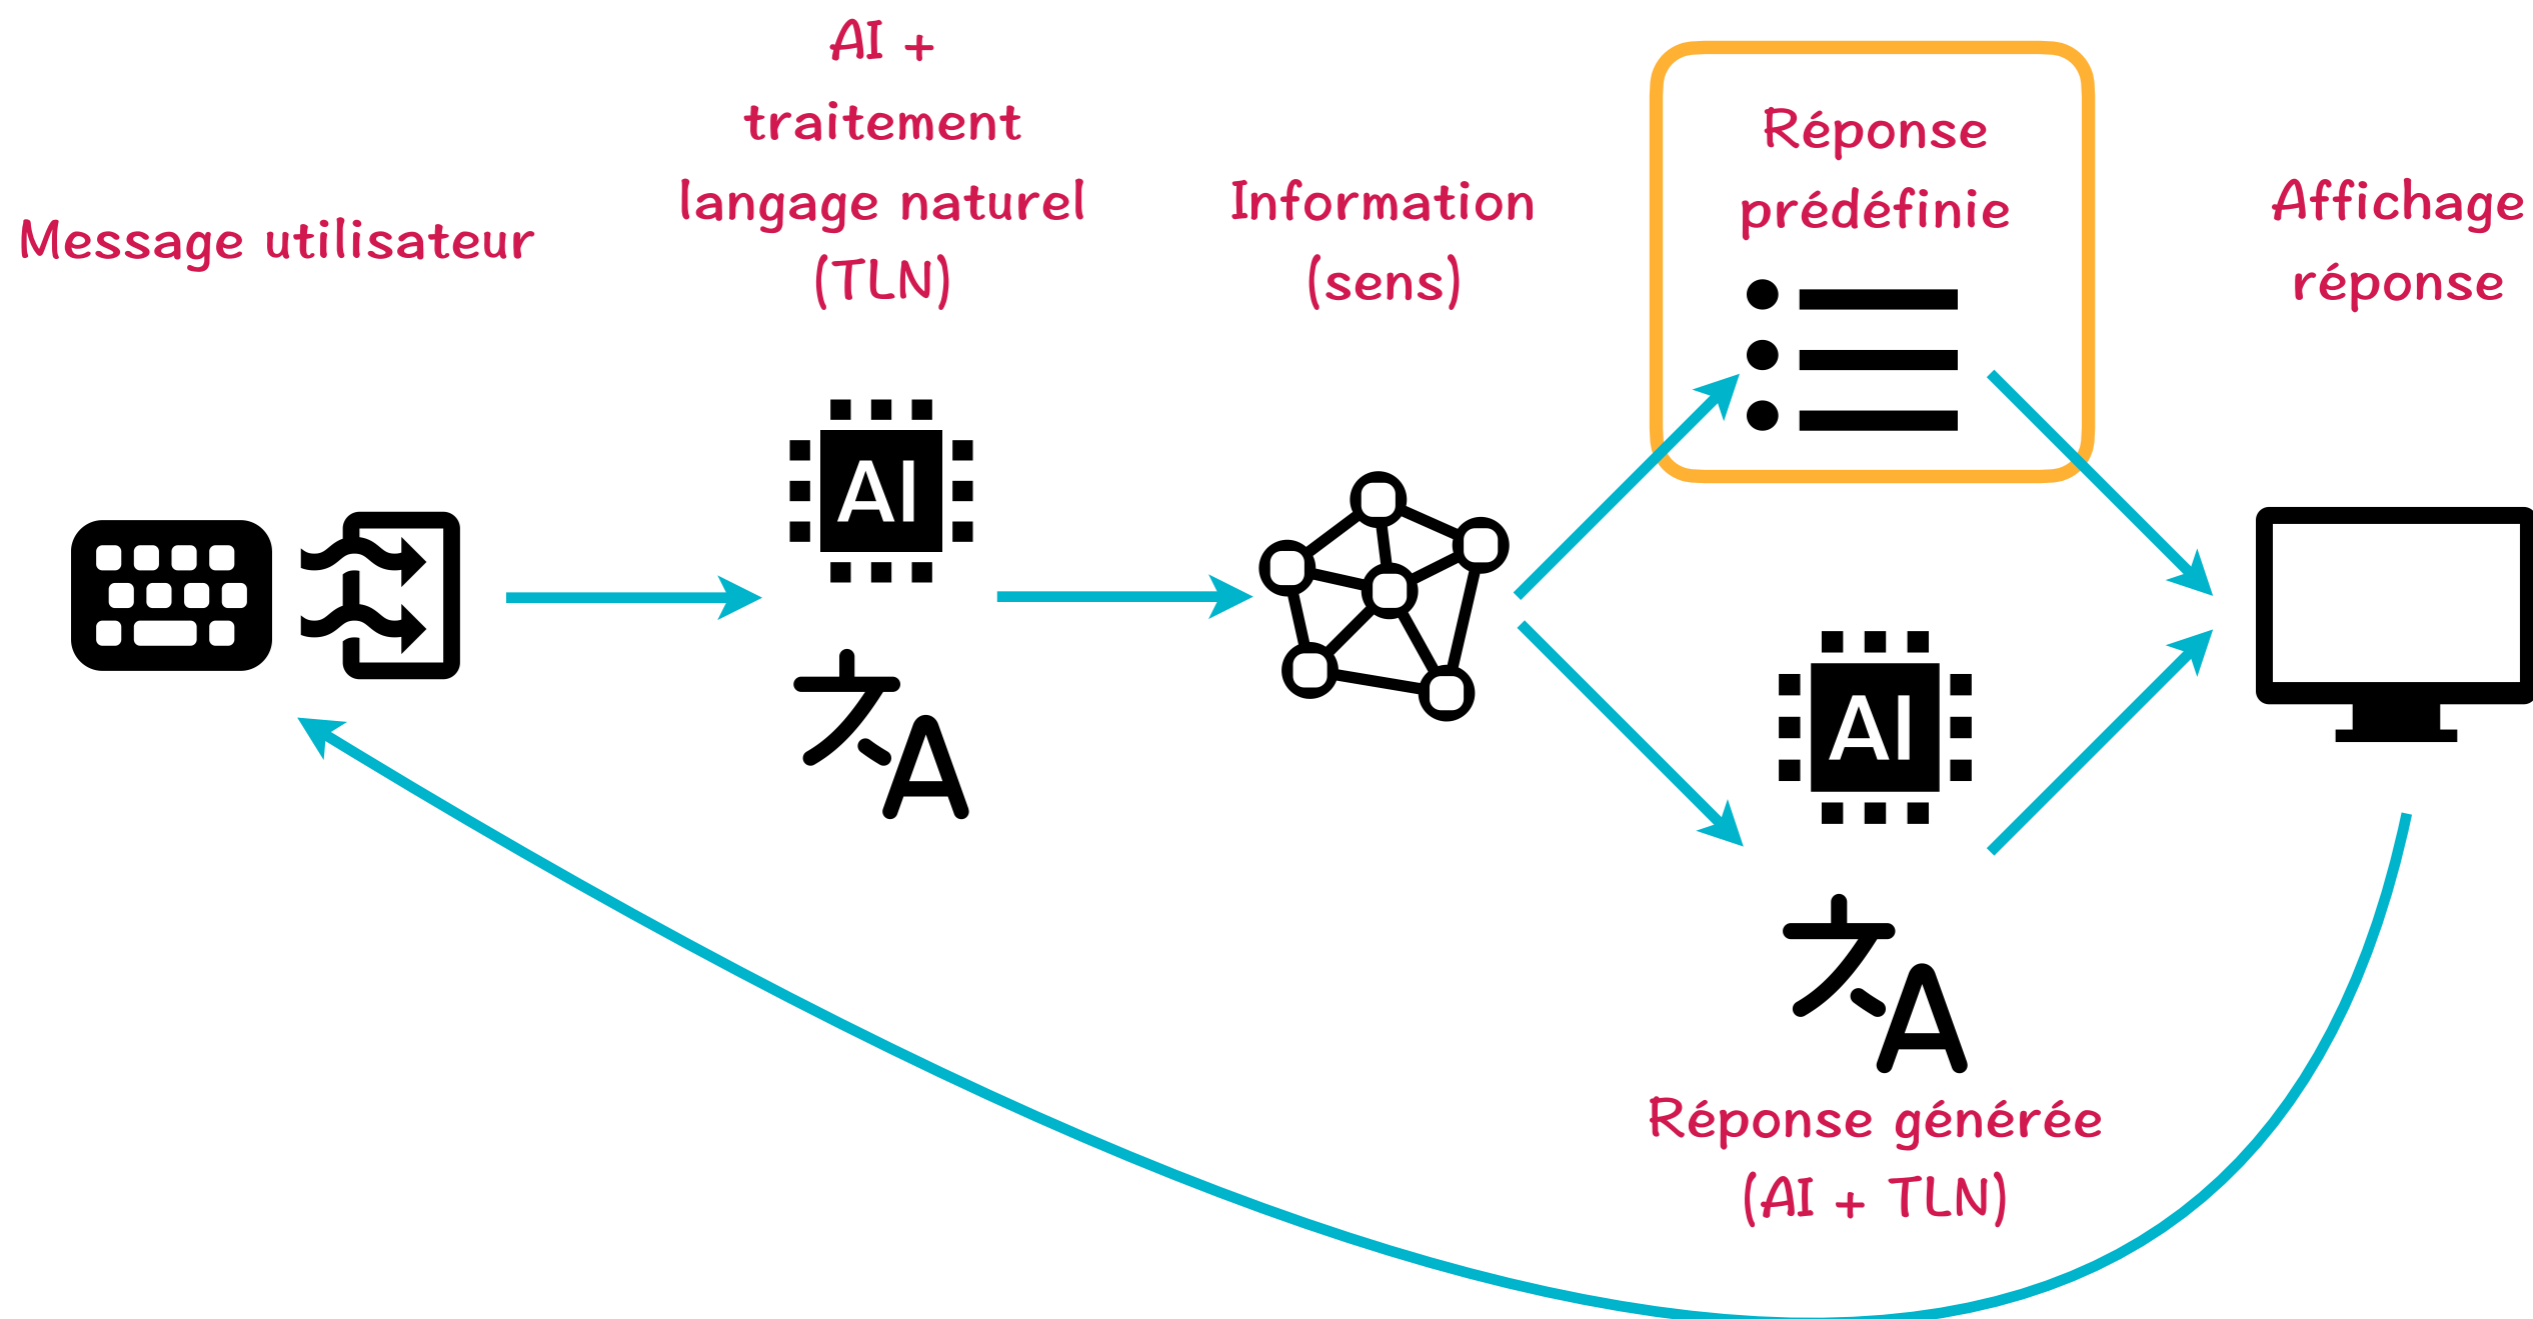 Message utilisateur
AI +
traitement
langage naturel
(TLN)
AI
Information
(sens)
Réponse
prédéfinie
AI
Réponse générée
(AI + TLN)
Affichage
réponse